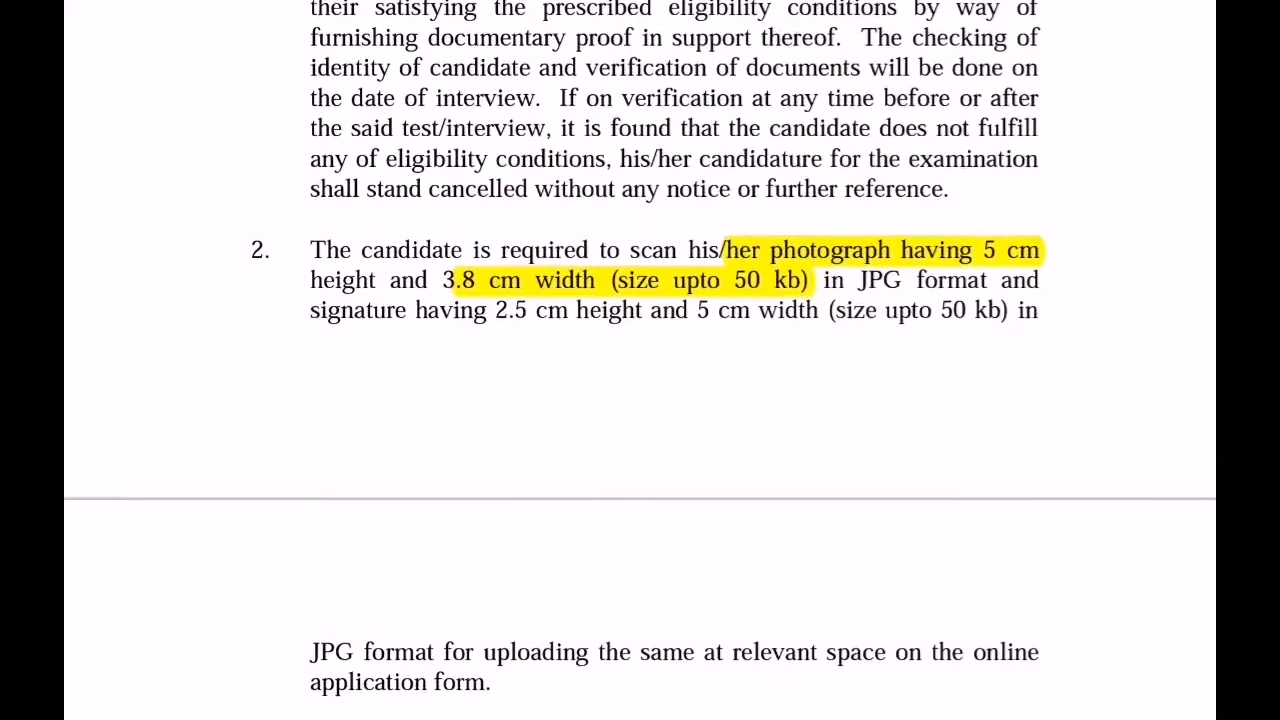 their satisfying the prescribed eligibility conditions by way of
furnishing documentary proof in support thereof. The checking of
identity of candidate and verification of documents will be done on
the date of interview. If on verification at any time before or after
the said test/interview, it is found that the candidate does not fulfill
any of eligibility conditions, his/her candidature for the examination
shall stand cancelled without any notice or further reference.
2. The candidate is required to scan his/her photograph having 5 cm
height and 3.8 cm width (size upto 50 kb) in JPG format and
signature having 2.5 cm height and 5 cm width (size upto 50 kb) in
JPG format for uploading the same at relevant space on the online
application form.